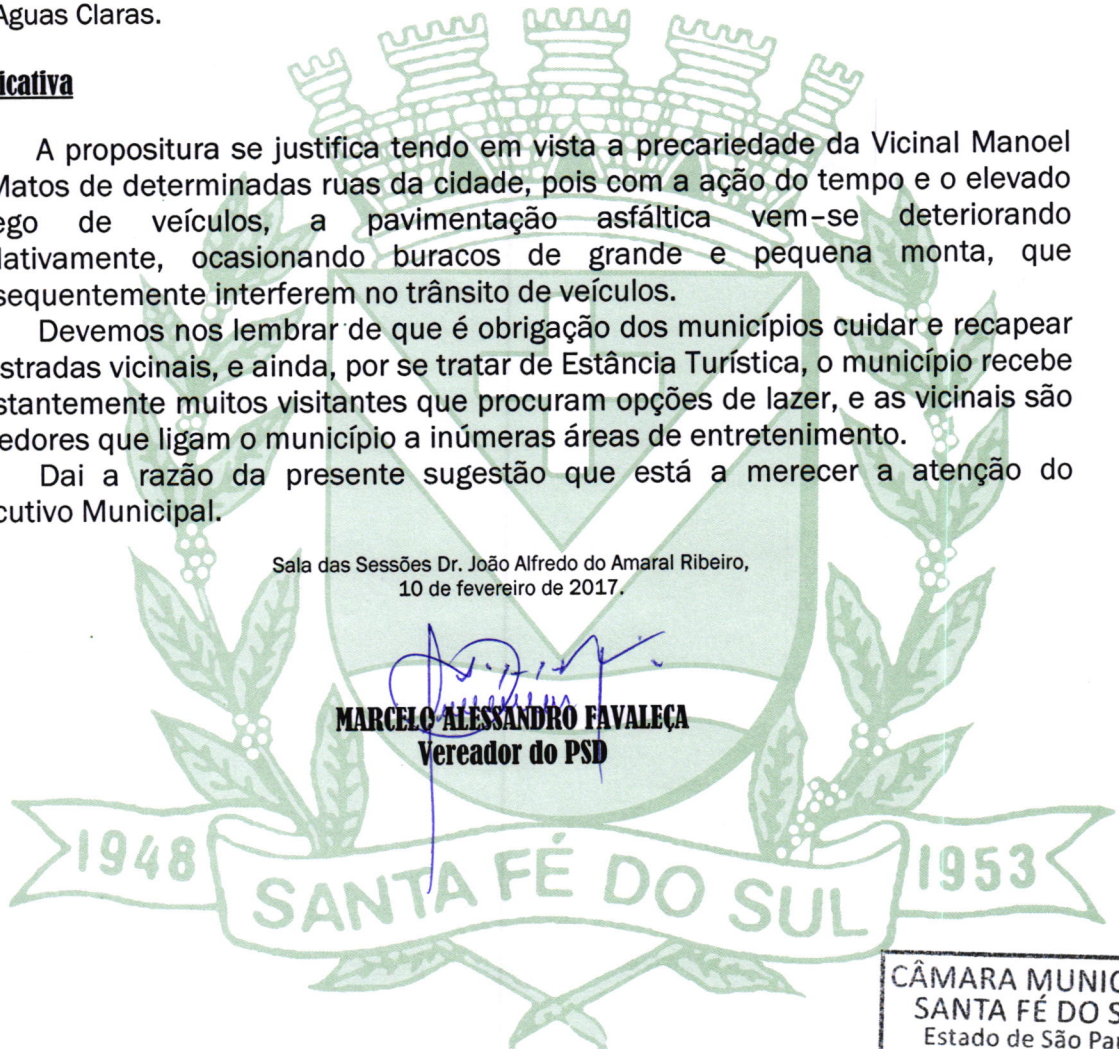 Aguas Claras.
icativa
A propositura se justifica tendo em vista a precariedade da Vicinal Manoel
Matos de determinadas ruas da cidade, pois com a ação do tempo e o elevado
ego de veículos, a pavimentação asfáltica vem-se deteriorando
lativamente, ocasionando buracos de grande e pequena monta, que
sequentemente interferem no trânsito de veículos.
Devemos nos lembrar de que é obrigação dos municípios cuidar e recapear
stradas vicinais, e ainda, por se tratar de Estância Turística, o município recebe
stantemente muitos visitantes que procuram opções de lazer, e as vicinais são
edores que ligam o município a inúmeras áreas de entretenimento.
Dai a razão da presente sugestão que está a merecer a atenção do
cutivo Municipal.
Sala das Sessões Dr. João Alfredo do Amaral Ribeiro,
10 de fevereiro de 2017.
MARCELO ALESSANDRO FAVALEÇA
Vereador do PSD
1948 SANTA FÉ DO SUL 1953
CÂMARA MUNIC
SANTA FÉ DO S
Estado de São Pau